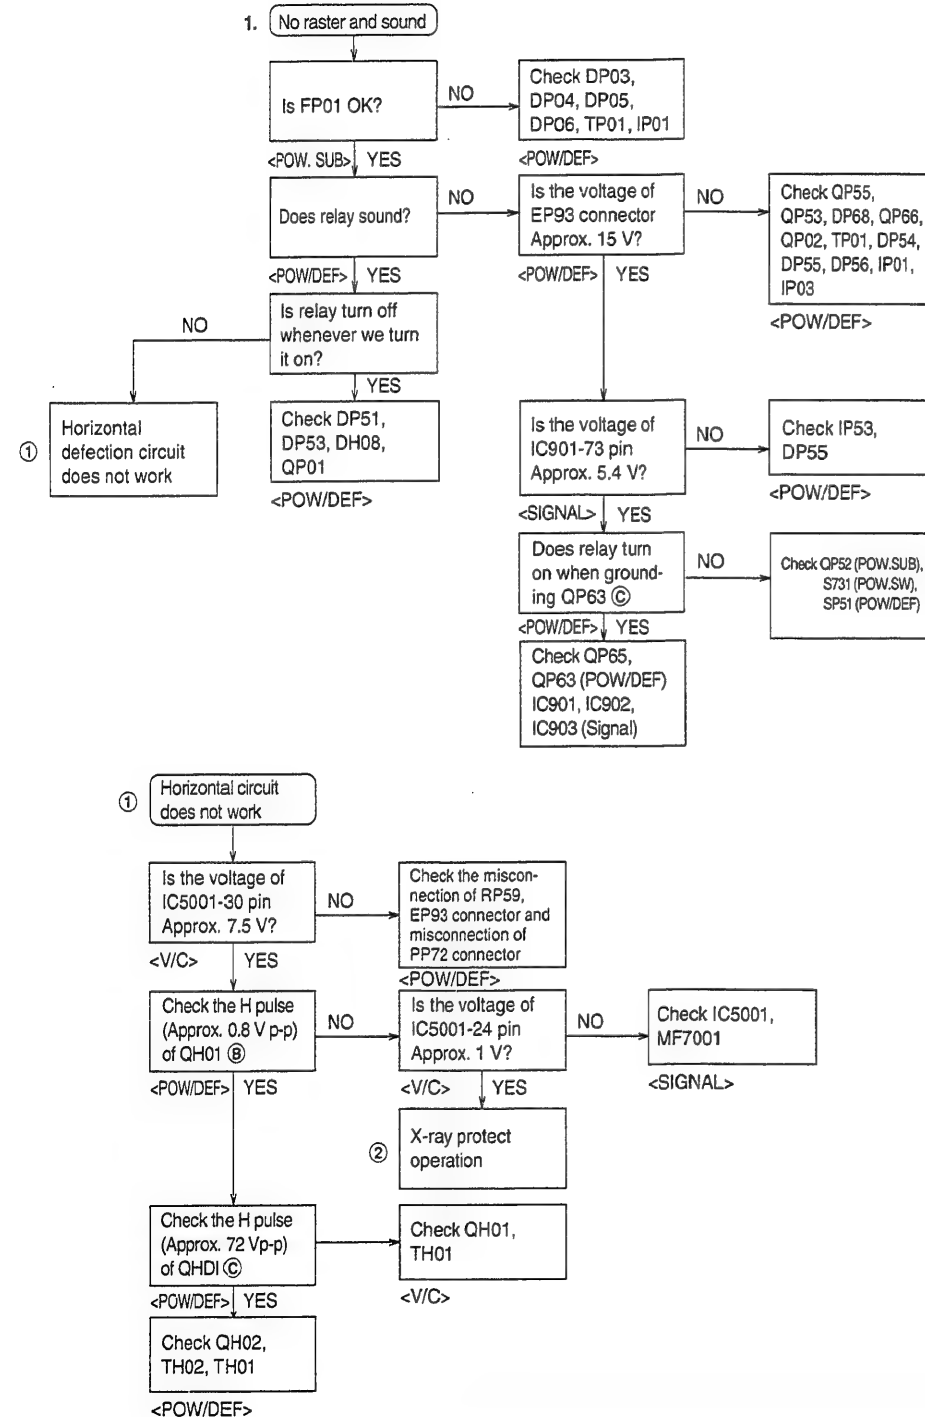 1. No raster and sound
Is FP01 OK?
NO
Check DP03,
DP04, DP05,
DP06, TP01, IP01
<POW. SUB> YES
<POW/DEF>
Does relay sound?
NO
Is the voltage of
EP93 connector
Approx. 15 V?
NO
Check QP55,
QP53, DP68, QP66,
QP02, TP01, DP54,
DP55, DP56, IP01,
IP03
<POW/DEF> YES
<POW/DEF> YES
<POW/DEF>
Is relay turn off
whenever we turn
it on?
NO
YES
① Horizontal
defection circuit
does not work
Check DP51,
DP53, DH08,
QP01
<POW/DEF>
Is the voltage of
IC901-73 pin
Approx. 5.4 V?
NO
Check IP53,
DP55
<POW/DEF>
<SIGNAL> YES
Does relay turn
on when ground-
ing QP63 Ⓒ
NO
Check QP52 (POW.SUB),
S731 (POW.SW),
SP51 (POW/DEF)
<POW/DEF> YES
Check QP65,
QP63 (POW/DEF)
IC901, IC902,
IC903 (Signal)
① Horizontal circuit
does not work
Is the voltage of
IC5001-30 pin
Approx. 7.5 V?
NO
Check the miscon-
nection of RP59,
EP93 connector and
misconnection of
PP72 connector
<V/C> YES
<POW/DEF>
Check the H pulse
(Approx. 0.8 V p-p)
of QH01 Ⓑ
NO
Is the voltage of
IC5001-24 pin
Approx. 1 V?
NO
Check IC5001,
MF7001
<POW/DEF> YES
<V/C> YES
<SIGNAL>
② X-ray protect
operation
Check the H pulse
(Approx. 72 Vp-p)
of QHDI Ⓒ
Check QH01,
TH01
<POW/DEF> YES
<V/C>
Check QH02,
TH02, TH01
<POW/DEF>